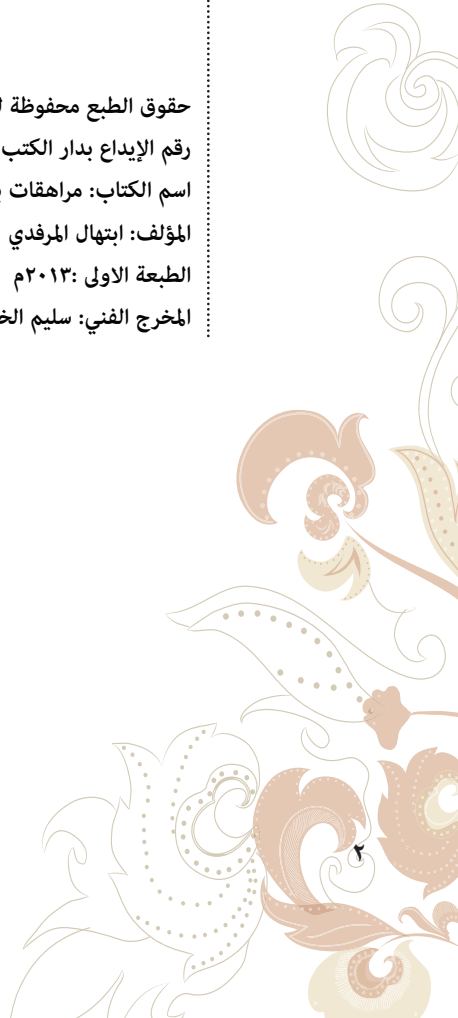 حقوق الطبع محفوظة
رقم الإيداع بدار الكتب
اسم الكتاب: مراهقات
المؤلف: ابتهال المرفدي
الطبعة الاولى :٢٠١٣م
المخرج الفني: سليم
٢